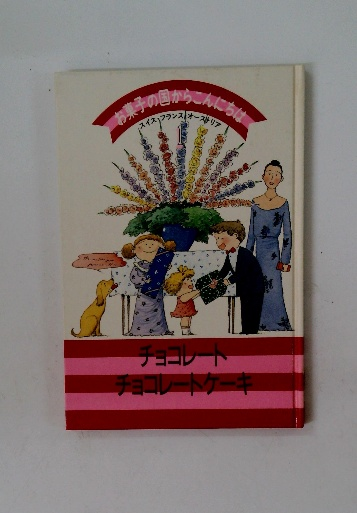 お菓子の国からこんにちは
スイス フランス オーストリア
1
チョコレート
チョコレートケーキ